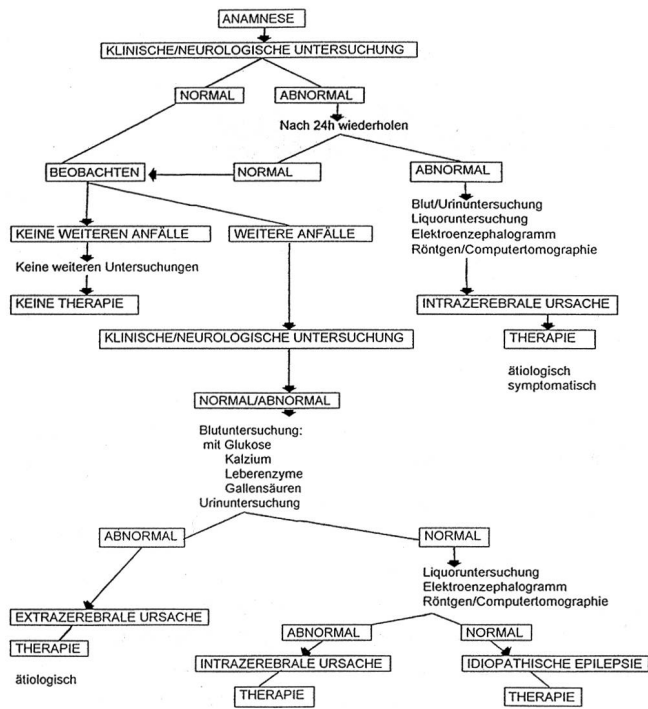 ANAMNESE
KLINISCHE/NEUROLOGISCHE UNTERSUCHUNG
NORMAL
ABNORMAL
Nach 24h wiederholen
BEOBACHTEN
NORMAL
ABNORMAL
Blut/Urinuntersuchung
Liquoruntersuchung
Elektroenzephalogramm
Röntgen/Computertomographie
KEINE WEITEREN ANFÄLLE
WEITERE ANFÄLLE
Keine weiteren Untersuchungen
KEINE THERAPIE
INTRAZEREBRALE URSACHE
THERAPIE
ätiologisch
symptomatisch
KLINISCHE/NEUROLOGISCHE UNTERSUCHUNG
NORMAL/ABNORMAL
Blutuntersuchung:
mit Glukose
Kalzium
Leberenzyme
Gallensäuren
Urinuntersuchung
ABNORMAL
NORMAL
Liquoruntersuchung
Elektroenzephalogramm
Röntgen/Computertomographie
EXTRAZEREBRALE URSACHE
THERAPIE
ätiologisch
ABNORMAL
NORMAL
INTRAZEREBRALE URSACHE
IDIOPATHISCHE EPILEPSIE
THERAPIE
THERAPIE